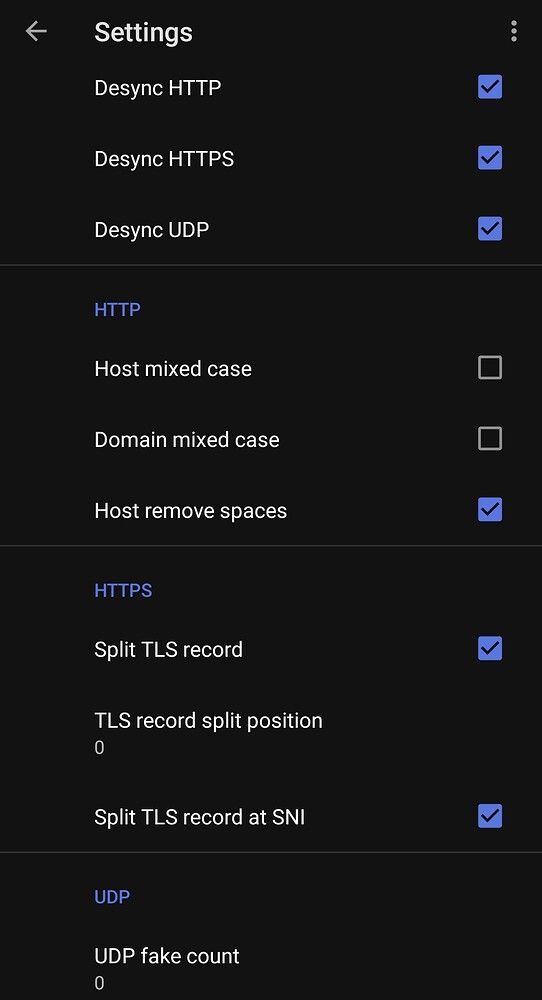 Settings
Desync HTTP
Desync HTTPS
Desync UDP
HTTP
Host mixed case
Domain mixed case
Host remove spaces
HTTPS
Split TLS record
TLS record split position
0
Split TLS record at SNI
UDP
UDP fake count
0